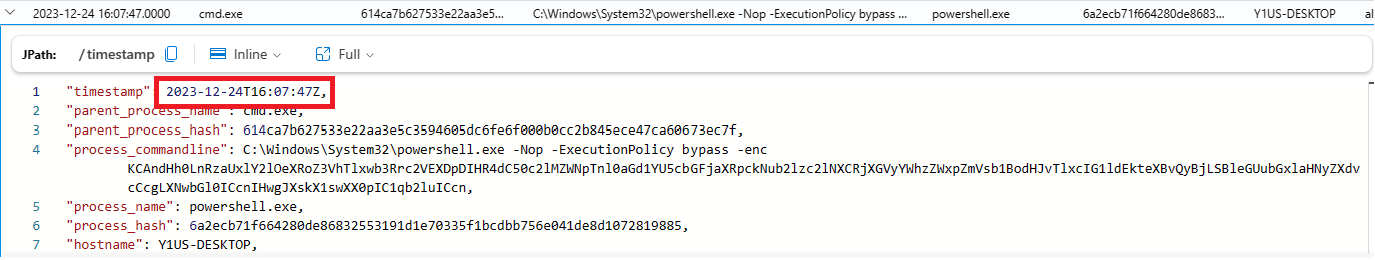 2023-12-24 16:07:47.0000 cmd.exe 614ca7b627533e22aa3e5... C:\Windows\System32\powershell.exe -Nop -ExecutionPolicy bypass ... powershell.exe 6a2ecb71f664280de8683... Y1US-DESKTOP al
JPath: /timestamp Inline Full
1 "timestamp": 2023-12-24T16:07:47Z,
2 "parent_process_name": cmd.exe,
3 "parent_process_hash": 614ca7b627533e22aa3e5c3594605dc6fe6f000b0cc2b845ece47ca60673ec7f,
4 "process_commandline": C:\Windows\System32\powershell.exe -Nop -ExecutionPolicy bypass -enc
KCAndHh0LnRzaUxlY2lOeXRoZ3VhTlxwb3Rrc2VEXDpDIHR4dC50c2lMZWNpTnl0aGd1YU5cbGFjaXRpckNub2lzc2lNXCRjXGVyYWhzZWxpZmVsb1BodHJvTlxcIG1ldEkteXBvQyBjLSBleGUubGxlaHNyZXdv
cCcgLXNwbGl0ICcnIHwgJXskX1swXX0pIC1qb2luICcn,
5 "process_name": powershell.exe,
6 "process_hash": 6a2ecb71f664280de86832553191d1e70335f1bcdbb756e041de8d1072819885,
7 "hostname": Y1US-DESKTOP,